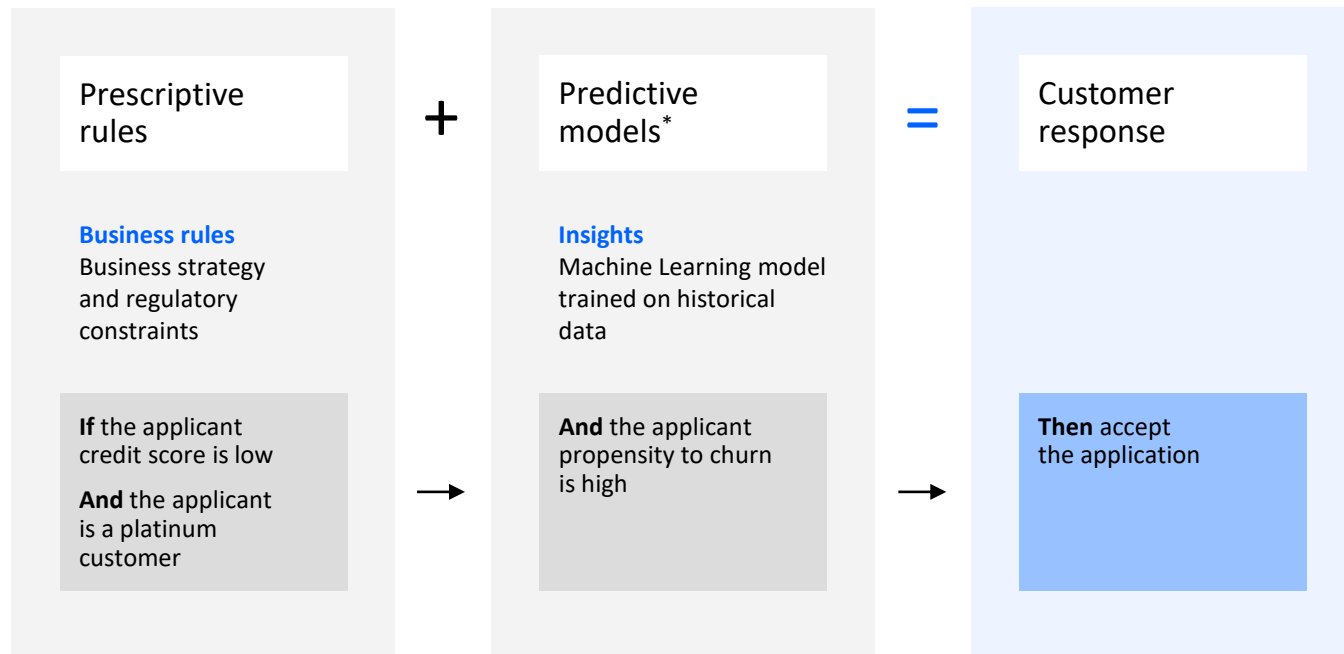 Prescriptive
rules
+
Predictive
models*
=
Customer
response
Business rules
Business strategy
and regulatory
constraints
Insights
Machine Learning model
trained on historical
data
If the applicant
credit score is low
And the applicant
is a platinum
customer
And the applicant
propensity to churn
is high
Then accept
the application